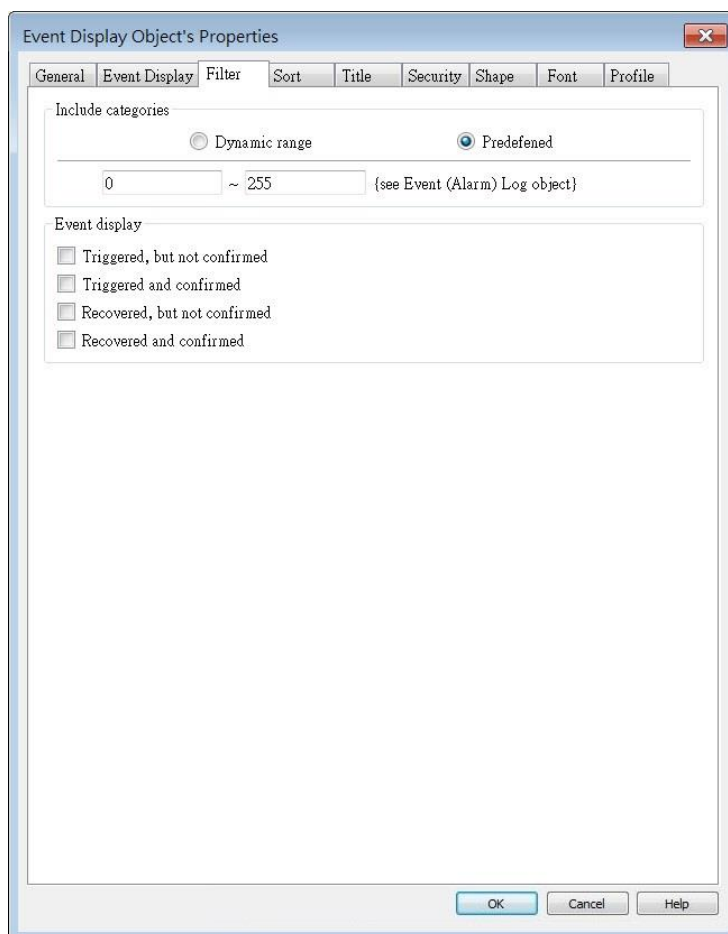 Event Display Object's Properties
General Event Display Filter Sort Title Security Shape Font Profile
Include categories
Dynamic range Predefened
0 ~ 255 {see Event (Alarm) Log object}
Event display
Triggered, but not confirmed
Triggered and confirmed
Recovered, but not confirmed
Recovered and confirmed
OK Cancel Help